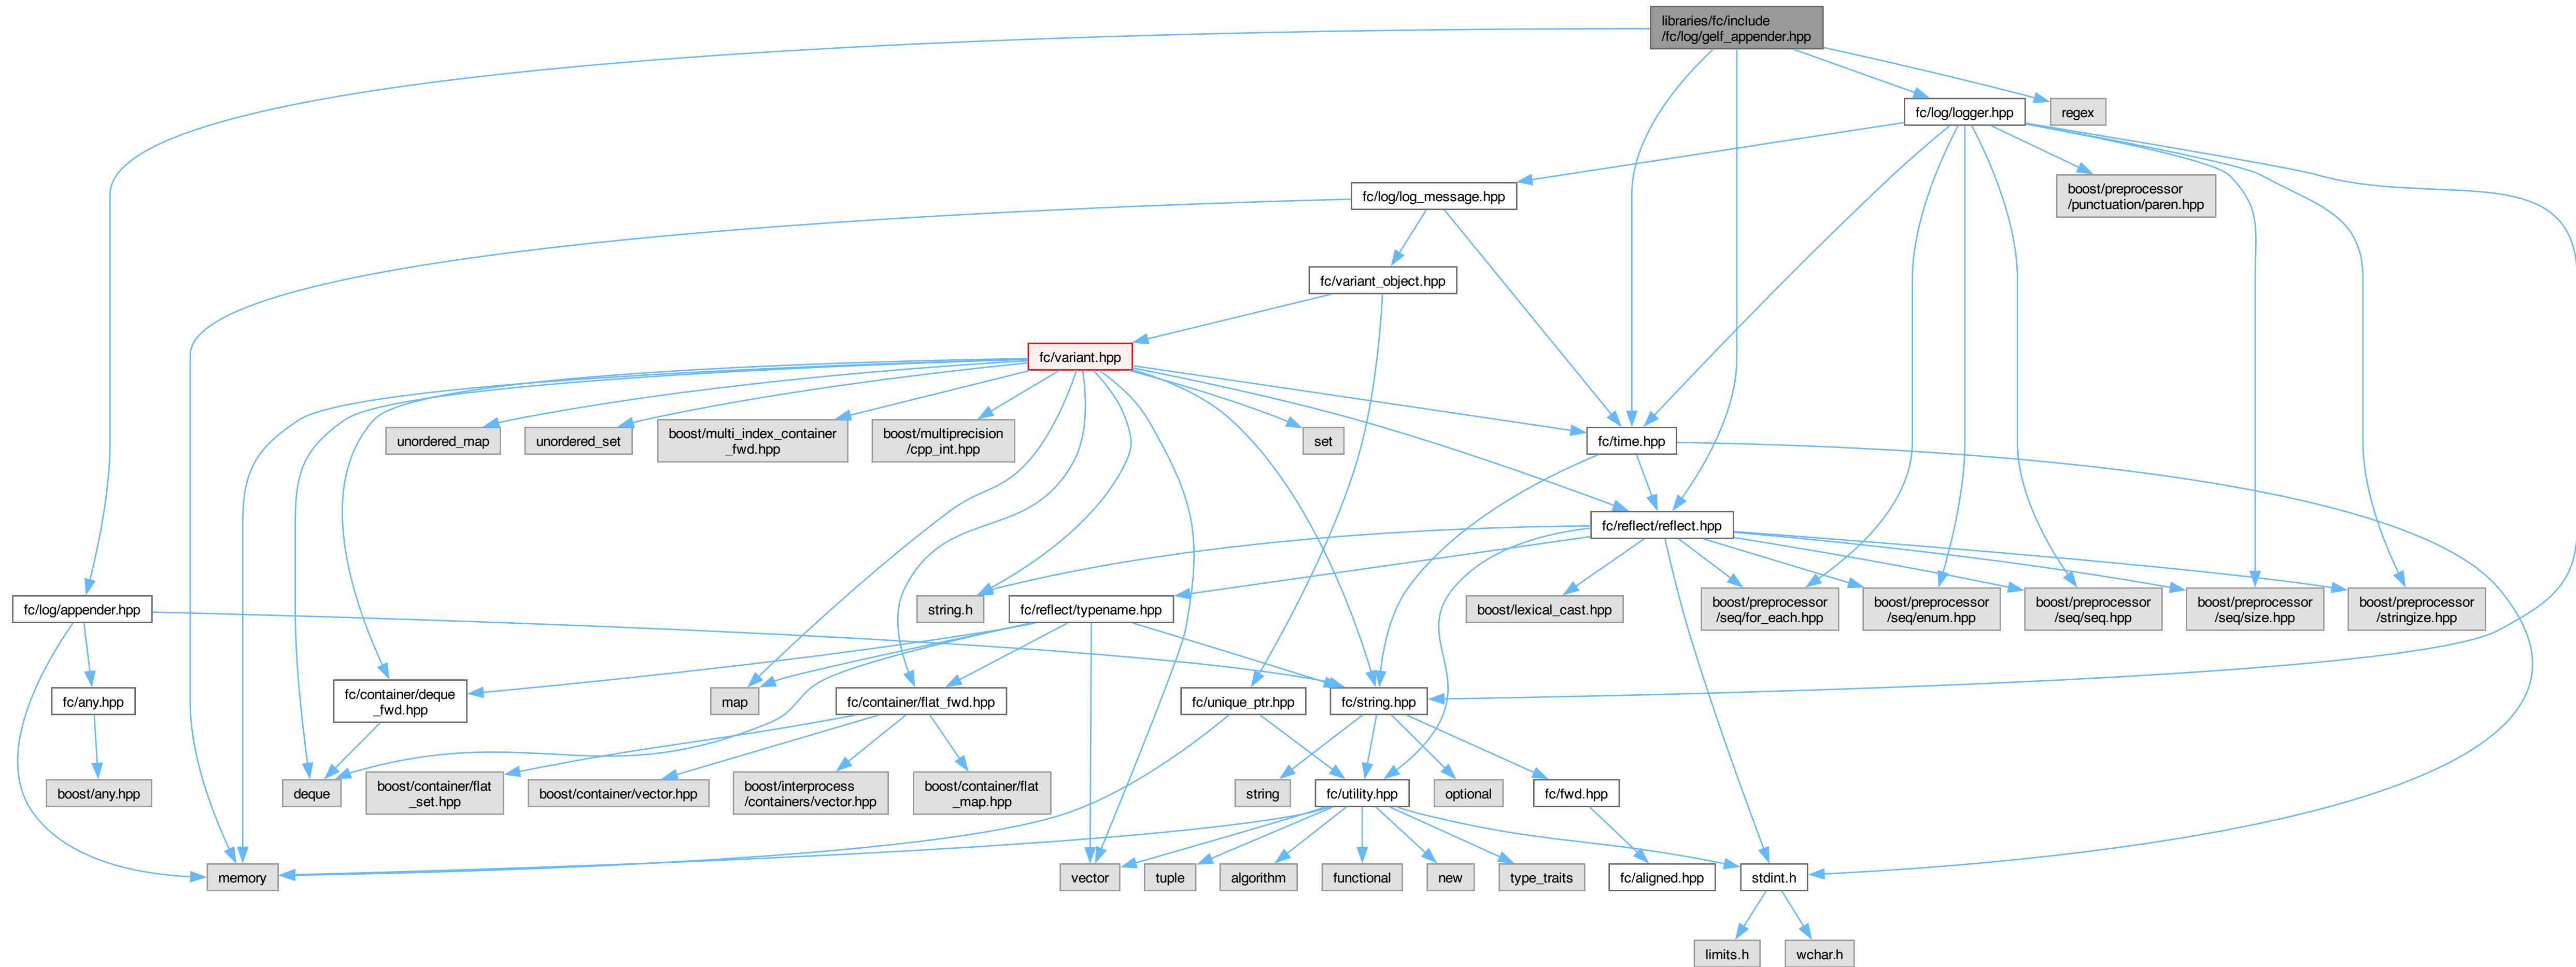 libraries/fc/include
/fc/log/gelf_appender.hpp
fc/log/logger.hpp
regex
fc/log/log_message.hpp
boost/preprocessor
/punctuation/paren.hpp
fc/variant_object.hpp
fc/variant.hpp
unordered_map
unordered_set
boost/multi_index_container
_fwd.hpp
boost/multiprecision
/cpp_int.hpp
set
fc/time.hpp
fc/reflect/reflect.hpp
fc/log/appender.hpp
string.h
fc/reflect/typename.hpp
boost/lexical_cast.hpp
boost/preprocessor
/seq/for_each.hpp
boost/preprocessor
/seq/enum.hpp
boost/preprocessor
/seq/seq.hpp
boost/preprocessor
/seq/size.hpp
boost/preprocessor
/stringize.hpp
fc/any.hpp
fc/container/deque
_fwd.hpp
map
fc/container/flat_fwd.hpp
fc/unique_ptr.hpp
fc/string.hpp
boost/any.hpp
deque
boost/container/flat
_set.hpp
boost/container/vector.hpp
boost/interprocess
/containers/vector.hpp
boost/container/flat
_map.hpp
string
fc/utility.hpp
optional
fc/fwd.hpp
memory
vector
tuple
algorithm
functional
new
type_traits
fc/aligned.hpp
stdint.h
limits.h
wchar.h